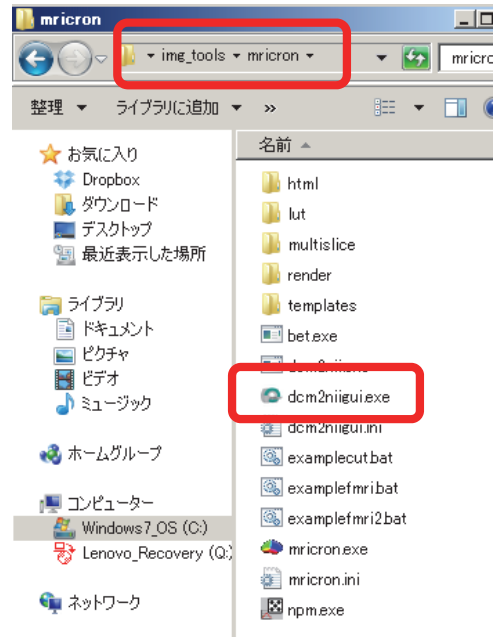 mricron
img_tools ▾ mricron ▾
mricro
整理 ▼ ライブラリに追加 ▼ »
お気に入り
Dropbox
ダウンロード
デスクトップ
最近表示した場所
ライブラリ
ドキュメント
ピクチャ
ビデオ
ミュージック
ホームグループ
コンピューター
Windows7_OS (C:)
Lenovo_Recovery (Q:)
ネットワーク
名前
html
lut
multislice
render
templates
bet.exe
dcm2niigui.exe
dcm2niigui.ini
examplecut.bat
examplefmri.bat
examplefmri2.bat
mricron.exe
mricron.ini
npm.exe